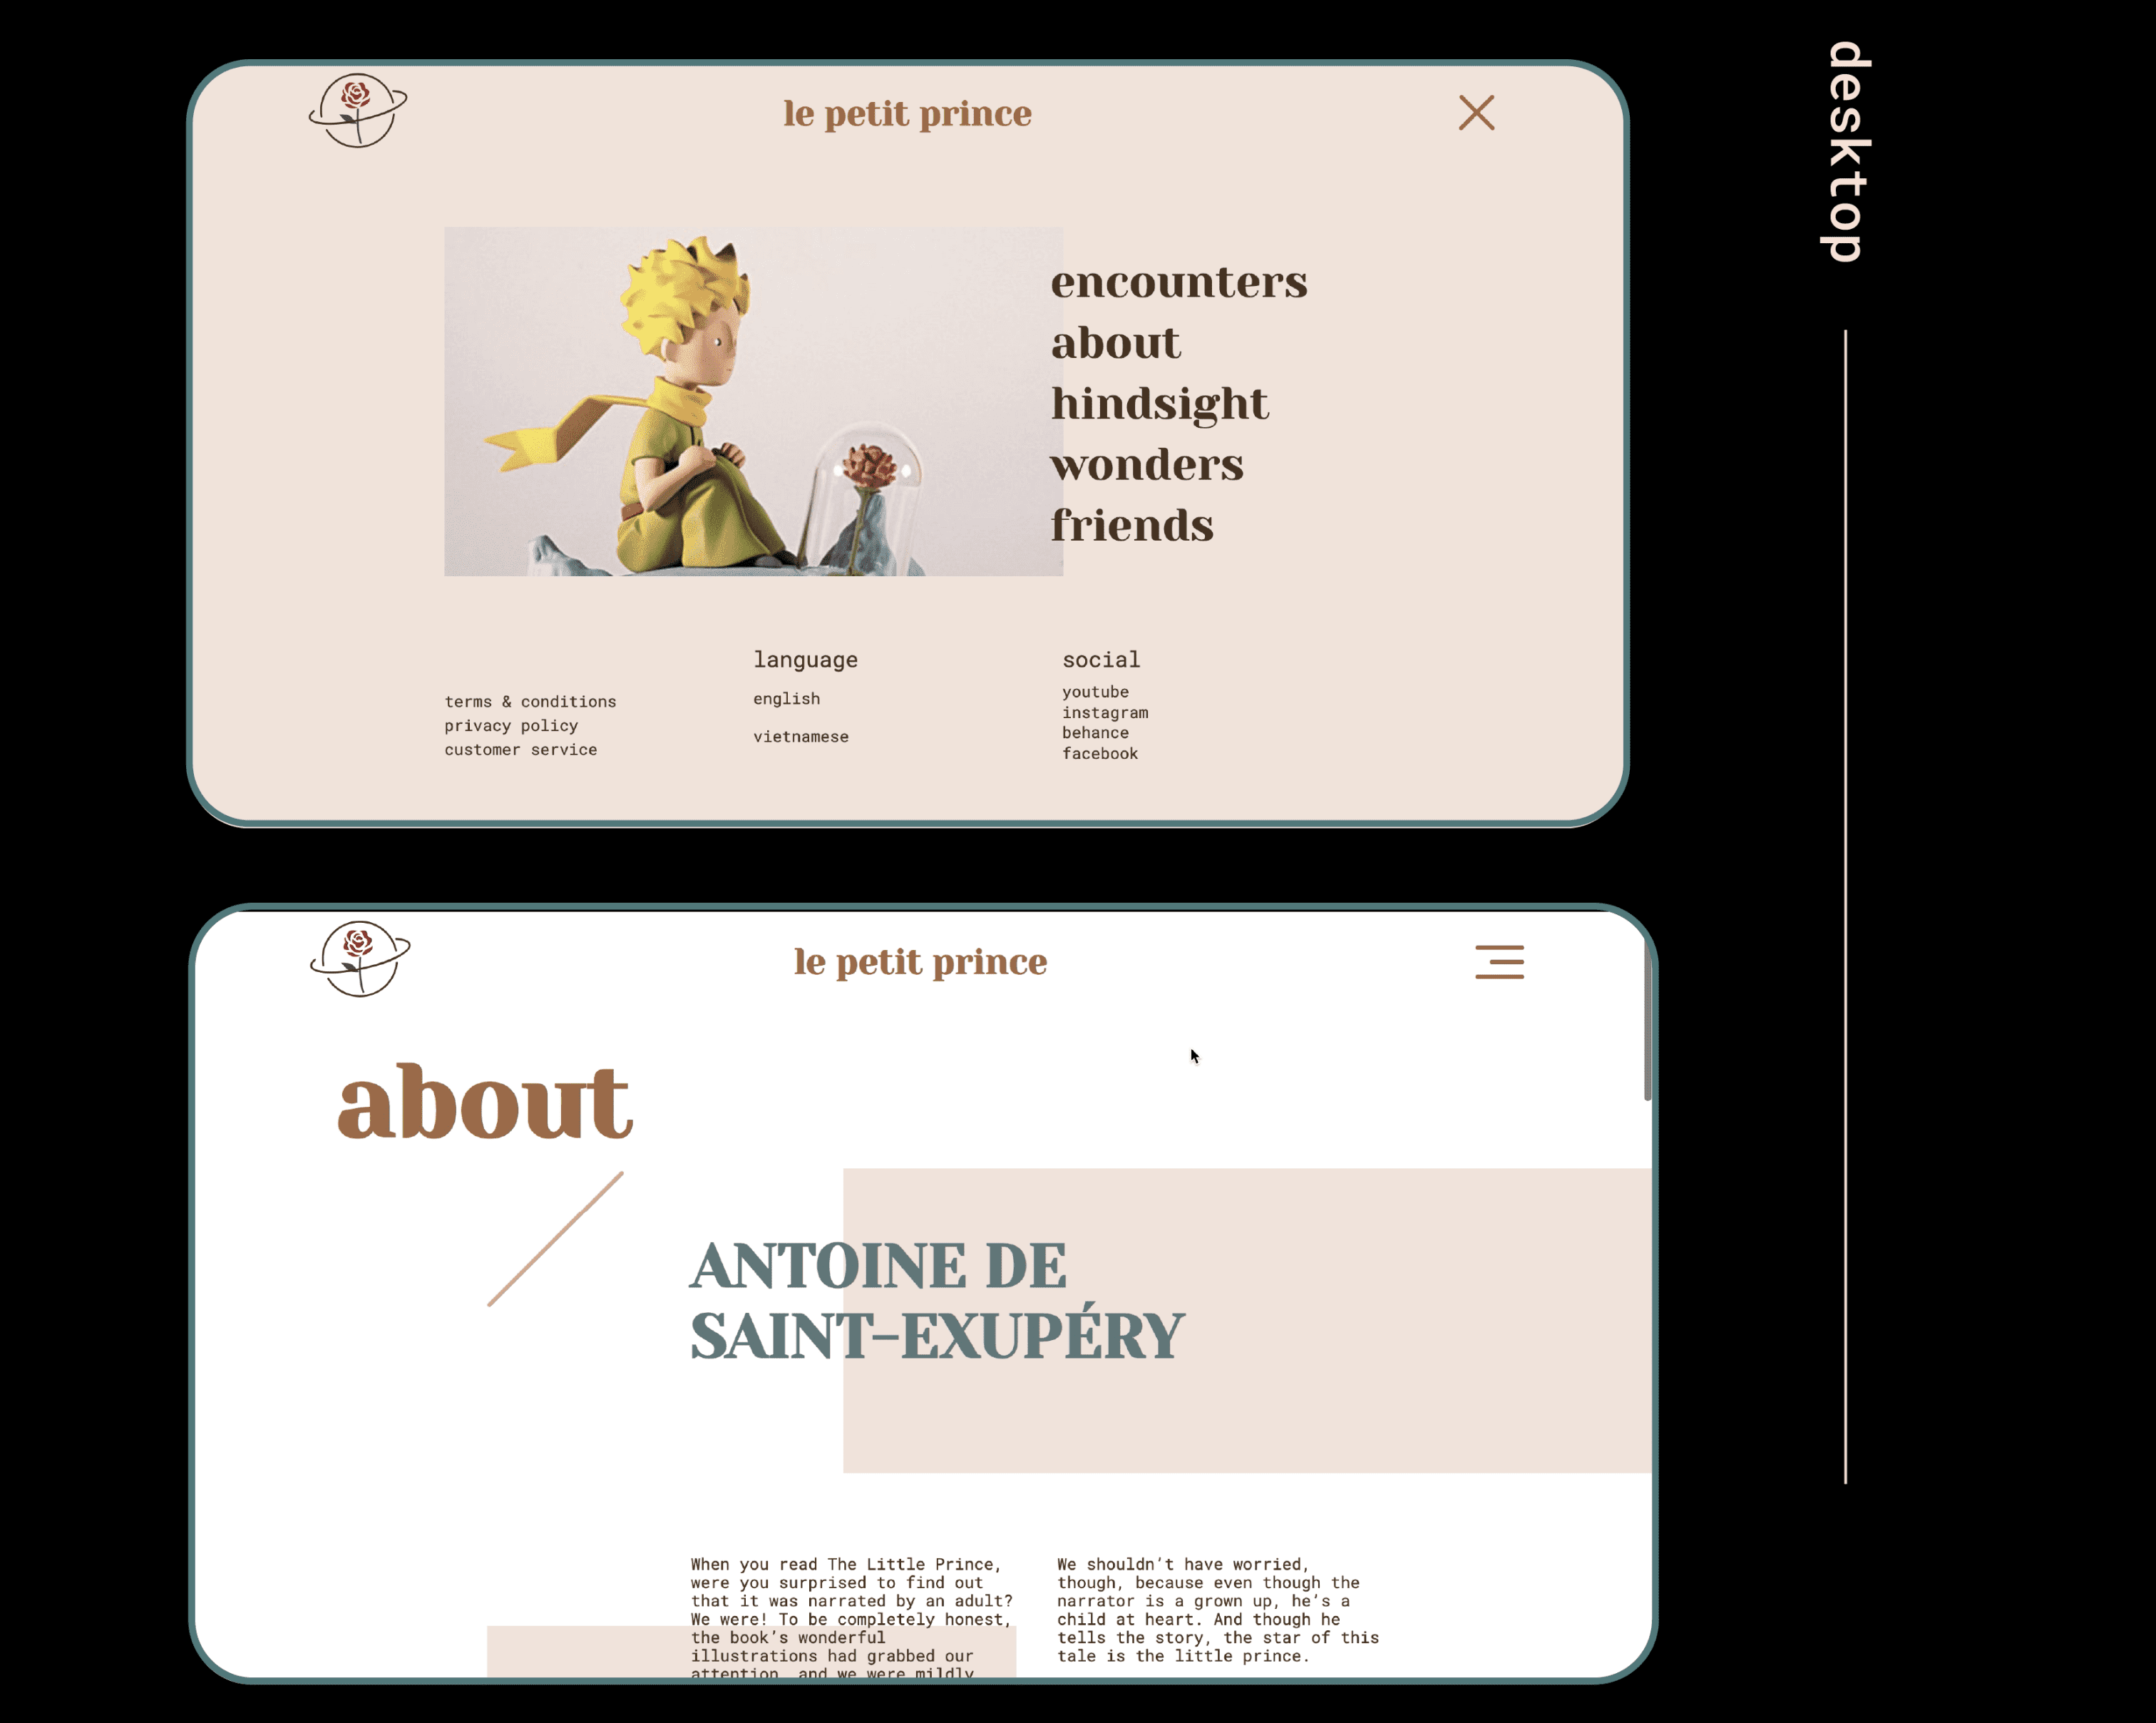 desktop
le petit prince
encounters
about
hindsight
wonders
friends
terms & conditions
privacy policy
customer service
language
english
vietnamese
social
youtube
instagram
behance
facebook
le petit prince
about
ANTOINE DE
SAINT-EXUPÉRY
When you read The Little Prince,
were you surprised to find out
that it was narrated by an adult?
We were! To be completely honest,
the book's wonderful
illustrations had grabbed our
attention, and we were mildly
We shouldn't have worried,
though, because even though the
narrator is a grown up, he's a
child at heart. And though he
tells the story, the star of this
tale is the little prince.